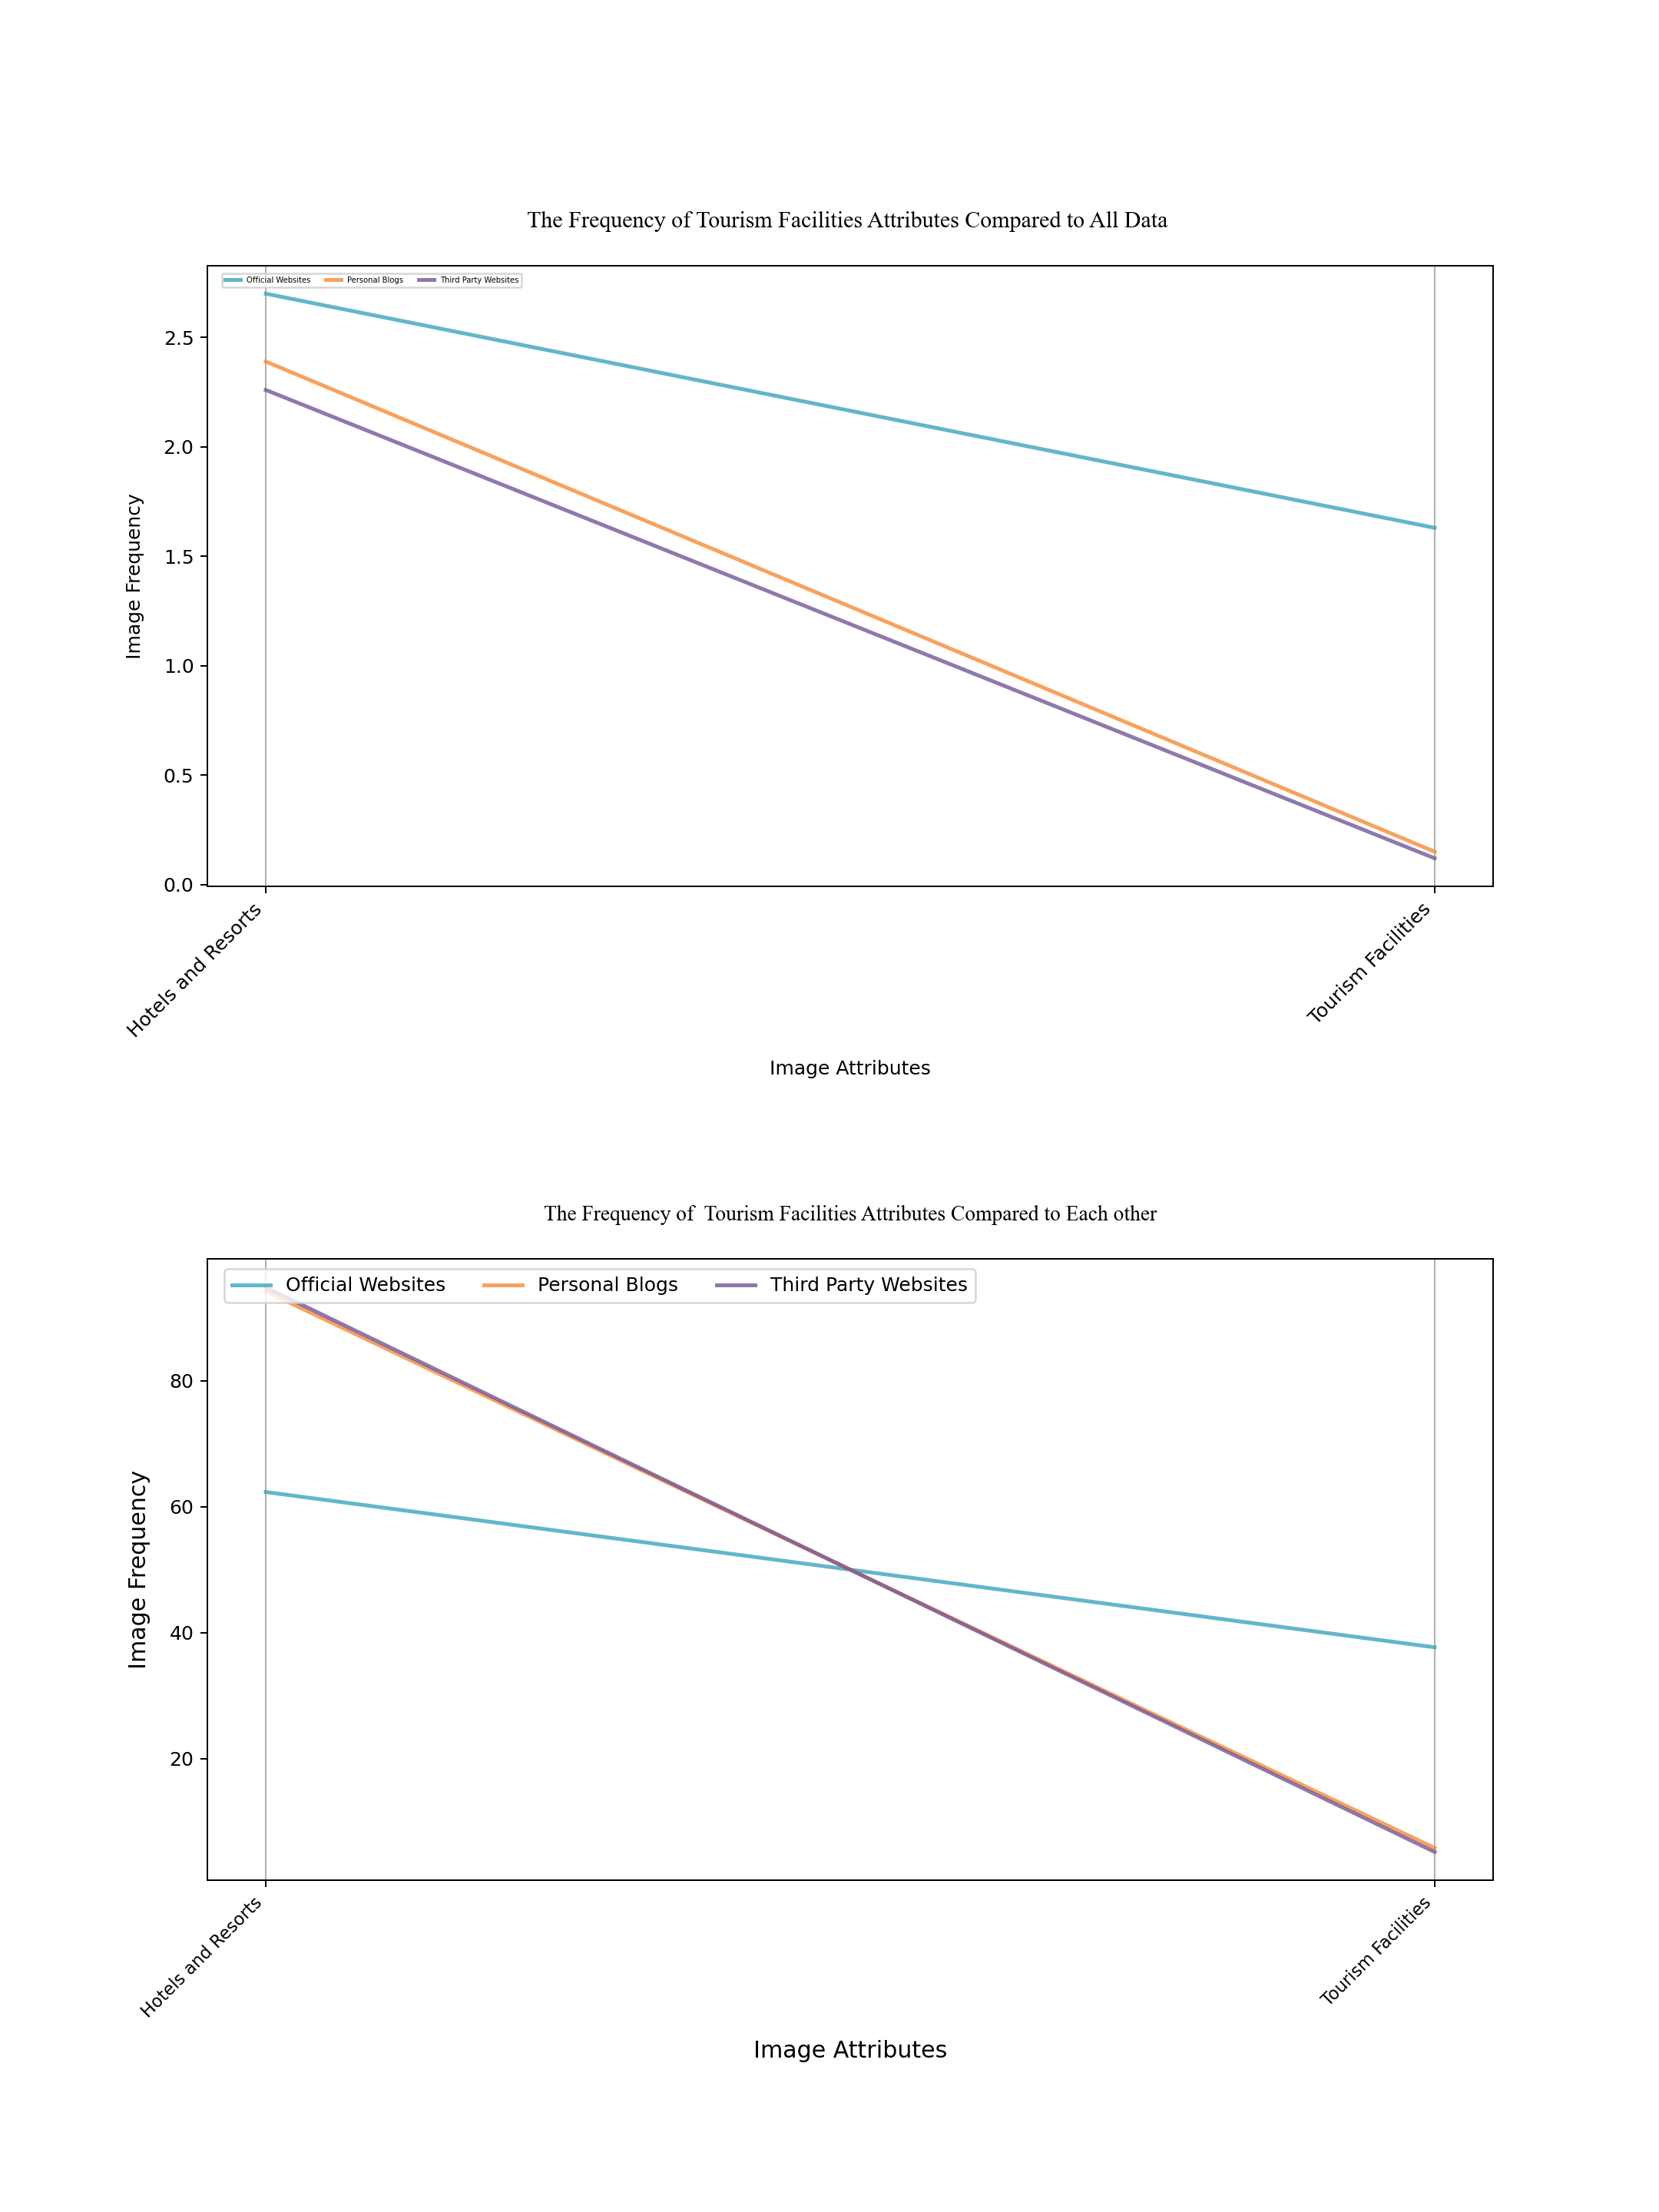 The Frequency of Tourism Facilities Attributes Compared to All Data
Official Websites Personal Blogs Third Party Websites
2.5
2.0
1.5
1.0
0.5
0.0
Image Frequency
Hotels and Resorts
Tourism Facilities
Image Attributes
The Frequency of  Tourism Facilities Attributes Compared to Each other
Official Websites Personal Blogs Third Party Websites
80
60
40
20
Image Frequency
Hotels and Resorts
Tourism Facilities
Image Attributes